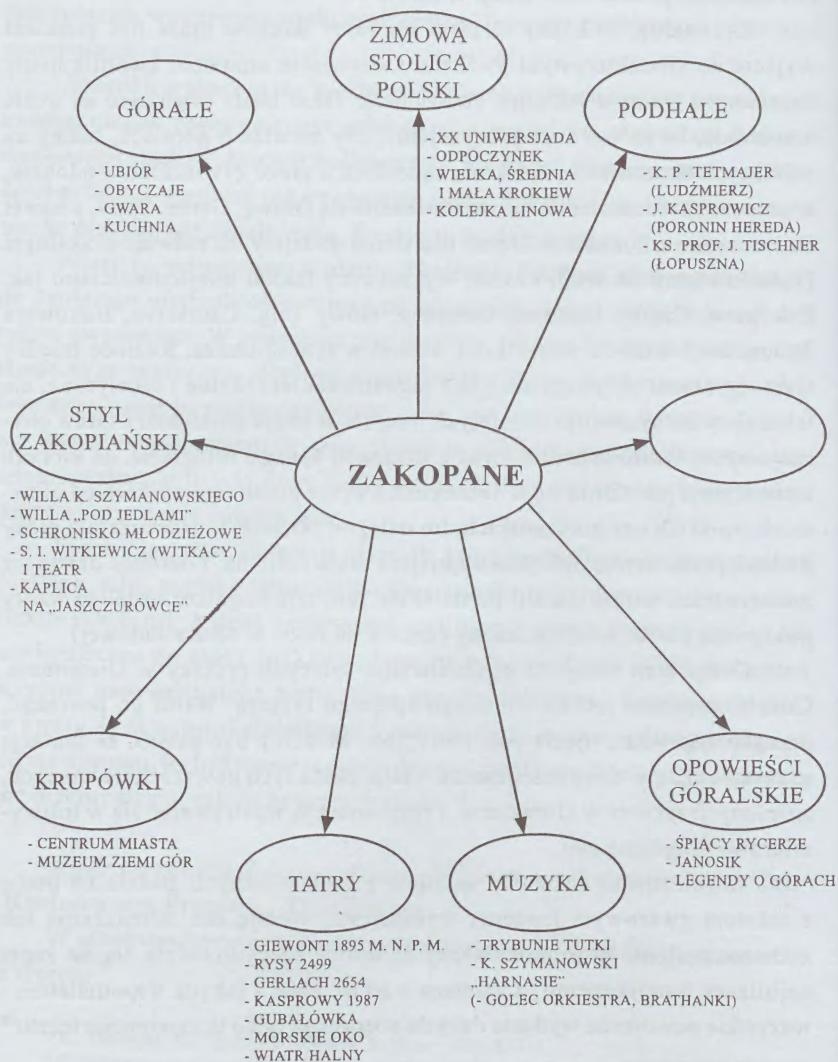 ZIMOWA
STOLICA
POLSKI
- XX UNIWERSJADA
- ODPOCZYNEK
- WIELKA, ŚREDNIA
I MAŁA KROKIEW
- KOLEJKA LINOWA
GÓRALE
- UBIÓR
- OBYCZAJE
- GWARA
- KUCHNIA
PODHALE
- K. P. TETMAJER
(LUDŹMIERZ)
- J. KASPROWICZ
(PORONIN HEREDA)
- KS. PROF. J. TISCHNER
(ŁOPUSZNA)
STYL
ZAKOPIAŃSKI
- WILLA K. SZYMANOWSKIEGO
- WILLA „POD JEDLAMI”
- SCHRONISKO MŁODZIEŻOWE
- S. I. WITKIEWICZ (WITKACY)
I TEATR
- KAPLICA
NA „JASZCZURÓWCE”
ZAKOPANE
KRUPÓWKI
- CENTRUM MIASTA
- MUZEUM ZIEMI GÓR
TATRY
- GIEWONT 1895 M. N. P. M.
- RYSY 2499
- GERLACH 2654
- KASPROWY 1987
- GUBAŁÓWKA
- MORSKIE OKO
- WIATR HALNY
MUZYKA
- TRYBUNIE TUTKI
- K. SZYMANOWSKI
„HARNASIE”
(- GOLEC ORKIESTRA, BRATHANKI)
OPOWIEŚCI
GÓRALSKIE
- ŚPIĄCY RYCERZE
- JANOSIK
- LEGENDY O GÓRACH